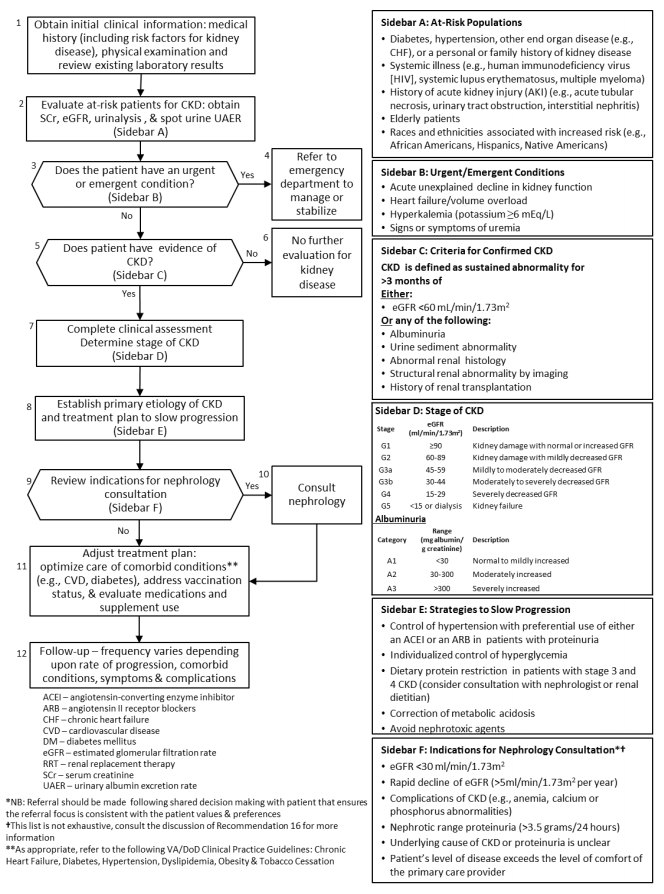 1
Obtain initial clinical information: medical
history (including risk factors for kidney
disease), physical examination and
review existing laboratory results
2
Evaluate at-risk patients for CKD: obtain
SCr, eGFR, urinalysis, & spot urine UAER
(Sidebar A)
3
Does the patient have an urgent
or emergent condition?
(Sidebar B)
Yes
4
Refer to
emergency
department to
manage or
stabilize
No
5
Does patient have evidence of
CKD?
(Sidebar C)
No
6
No further
evaluation for
kidney
disease
Yes
7
Complete clinical assessment
Determine stage of CKD
(Sidebar D)
8
Establish primary etiology of CKD
and treatment plan to slow progression
(Sidebar E)
9
Review indications for nephrology
consultation
(Sidebar F)
Yes
10
Consult
nephrology
No
11
Adjust treatment plan:
optimize care of comorbid conditions**
(e.g., CVD, diabetes), address vaccination
status, & evaluate medications and
supplement use
12
Follow-up – frequency varies depending
upon rate of progression, comorbid
conditions, symptoms & complications
ACEI – angiotensin-converting enzyme inhibitor
ARB – angiotensin II receptor blockers
CHF – chronic heart failure
CVD – cardiovascular disease
DM – diabetes mellitus
eGFR – estimated glomerular filtration rate
RRT – renal replacement therapy
SCr – serum creatinine
UAER – urinary albumin excretion rate
*NB: Referral should be made following shared decision making with patient that ensures
the referral focus is consistent with the patient values & preferences
†This list is not exhaustive, consult the discussion of Recommendation 16 for more
information
**As appropriate, refer to the following VA/DoD Clinical Practice Guidelines: Chronic
Heart Failure, Diabetes, Hypertension, Dyslipidemia, Obesity & Tobacco Cessation
Sidebar A: At-Risk Populations
• Diabetes, hypertension, other end organ disease (e.g.,
CHF), or a personal or family history of kidney disease
• Systemic illness (e.g., human immunodeficiency virus
[HIV], systemic lupus erythematosus, multiple myeloma)
• History of acute kidney injury (AKI) (e.g., acute tubular
necrosis, urinary tract obstruction, interstitial nephritis)
• Elderly patients
• Races and ethnicities associated with increased risk (e.g.,
African Americans, Hispanics, Native Americans)
Sidebar B: Urgent/Emergent Conditions
• Acute unexplained decline in kidney function
• Heart failure/volume overload
• Hyperkalemia (potassium ≥6 mEq/L)
• Signs or symptoms of uremia
Sidebar C: Criteria for Confirmed CKD
CKD is defined as sustained abnormality for
>3 months of
Either:
• eGFR <60 mL/min/1.73m²
Or any of the following:
• Albuminuria
• Urine sediment abnormality
• Abnormal renal histology
• Structural renal abnormality by imaging
• History of renal transplantation
Sidebar D: Stage of CKD
Stage eGFR (ml/min/1.73m²) Description
G1 ≥90 Kidney damage with normal or increased GFR
G2 60-89 Kidney damage with mildly decreased GFR
G3a 45-59 Mildly to moderately decreased GFR
G3b 30-44 Moderately to severely decreased GFR
G4 15-29 Severely decreased GFR
G5 <15 or dialysis Kidney failure
Albuminuria
Category Range (mg albumin/ g creatinine) Description
A1 <30 Normal to mildly increased
A2 30-300 Moderately increased
A3 >300 Severely increased
Sidebar E: Strategies to Slow Progression
• Control of hypertension with preferential use of either
an ACEI or an ARB in patients with proteinuria
• Individualized control of hyperglycemia
• Dietary protein restriction in patients with stage 3 and
4 CKD (consider consultation with nephrologist or renal
dietitian)
• Correction of metabolic acidosis
• Avoid nephrotoxic agents
Sidebar F: Indications for Nephrology Consultation*†
• eGFR <30 ml/min/1.73m²
• Rapid decline of eGFR (>5ml/min/1.73m² per year)
• Complications of CKD (e.g., anemia, calcium or
phosphorus abnormalities)
• Nephrotic range proteinuria (>3.5 grams/24 hours)
• Underlying cause of CKD or proteinuria is unclear
• Patient's level of disease exceeds the level of comfort of
the primary care provider